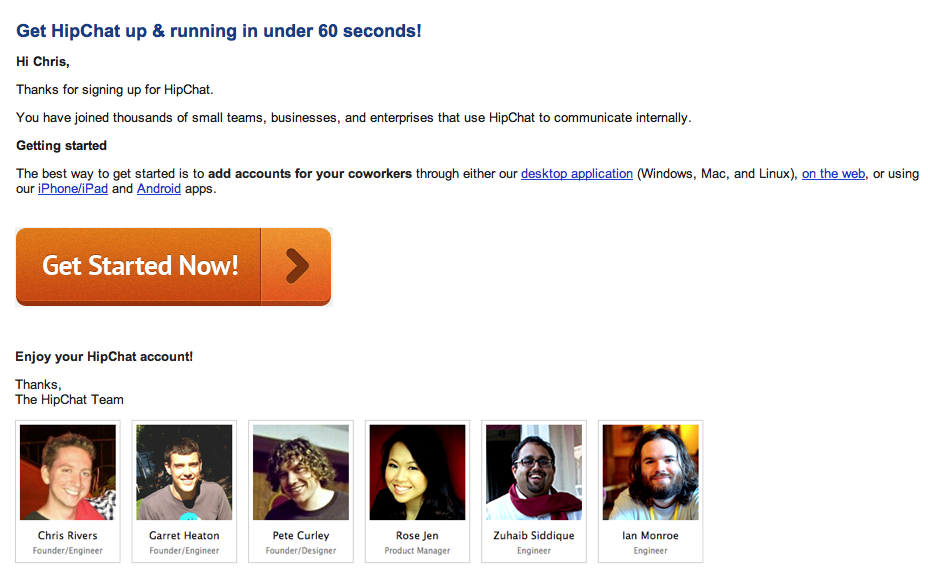 Get HipChat up & running in under 60 seconds!
Hi Chris,
Thanks for signing up for HipChat.
You have joined thousands of small teams, businesses, and enterprises that use HipChat to communicate internally.
Getting started
The best way to get started is to add accounts for your coworkers through either our desktop application (Windows, Mac, and Linux), on the web, or using
our iPhone/iPad and Android apps.
Get Started Now!
Enjoy your HipChat account!
Thanks,
The HipChat Team
Chris Rivers
Founder/Engineer
Garret Heaton
Founder/Engineer
Pete Curley
Founder/Designer
Rose Jen
Product Manager
Zuhaib Siddique
Engineer
Ian Monroe
Engineer